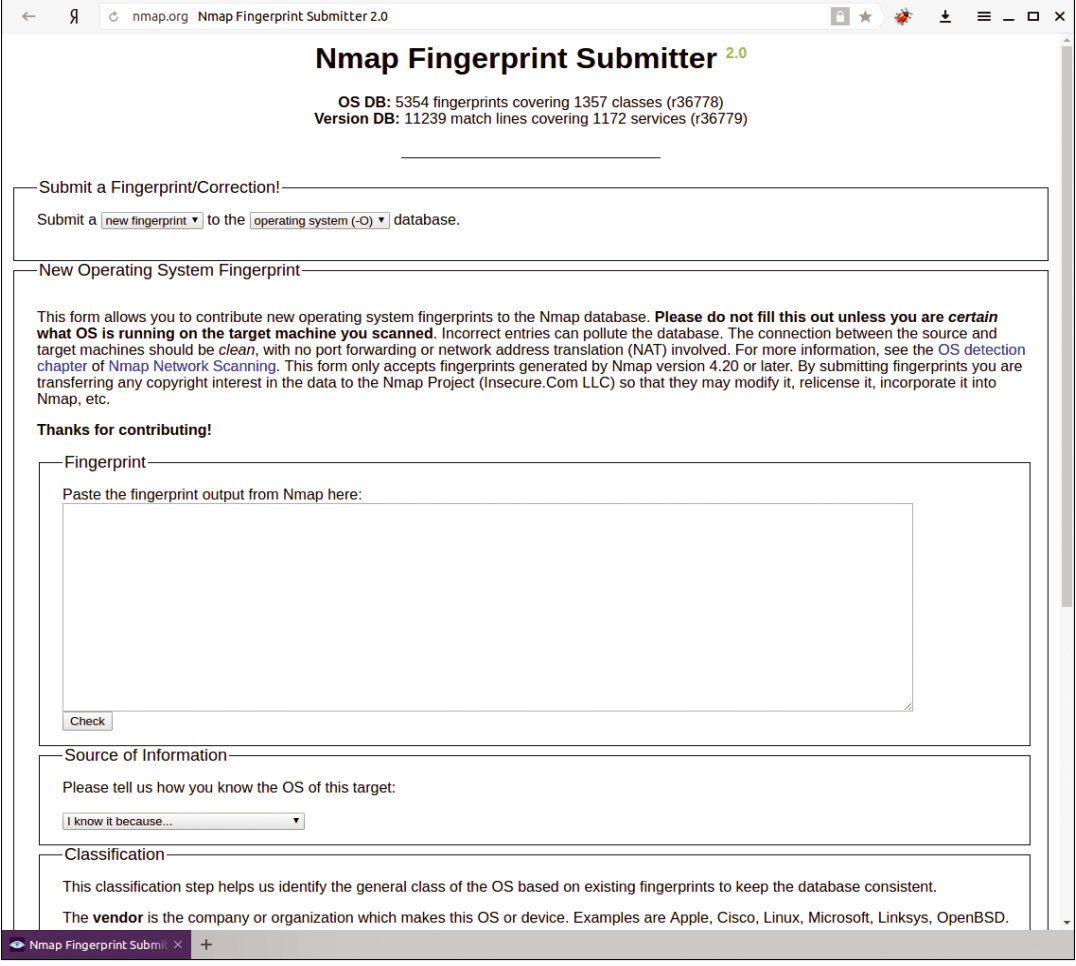 Я nmap.org Nmap Fingerprint Submitter 2.0
Nmap Fingerprint Submitter 2.0
OS DB: 5354 fingerprints covering 1357 classes (r36778)
Version DB: 11239 match lines covering 1172 services (r36779)
Submit a Fingerprint/Correction!
Submit a new fingerprint to the operating system (-O) database.
New Operating System Fingerprint
This form allows you to contribute new operating system fingerprints to the Nmap database. Please do not fill this out unless you are certain
what OS is running on the target machine you scanned. Incorrect entries can pollute the database. The connection between the source and
target machines should be clean, with no port forwarding or network address translation (NAT) involved. For more information, see the OS detection
chapter of Nmap Network Scanning. This form only accepts fingerprints generated by Nmap version 4.20 or later. By submitting fingerprints you are
transferring any copyright interest in the data to the Nmap Project (Insecure.Com LLC) so that they may modify it, relicense it, incorporate it into
Nmap, etc.
Thanks for contributing!
Fingerprint
Paste the fingerprint output from Nmap here:
Check
Source of Information
Please tell us how you know the OS of this target:
I know it because...
Classification
This classification step helps us identify the general class of the OS based on existing fingerprints to keep the database consistent.
The vendor is the company or organization which makes this OS or device. Examples are Apple, Cisco, Linux, Microsoft, Linksys, OpenBSD.
Nmap Fingerprint Submit